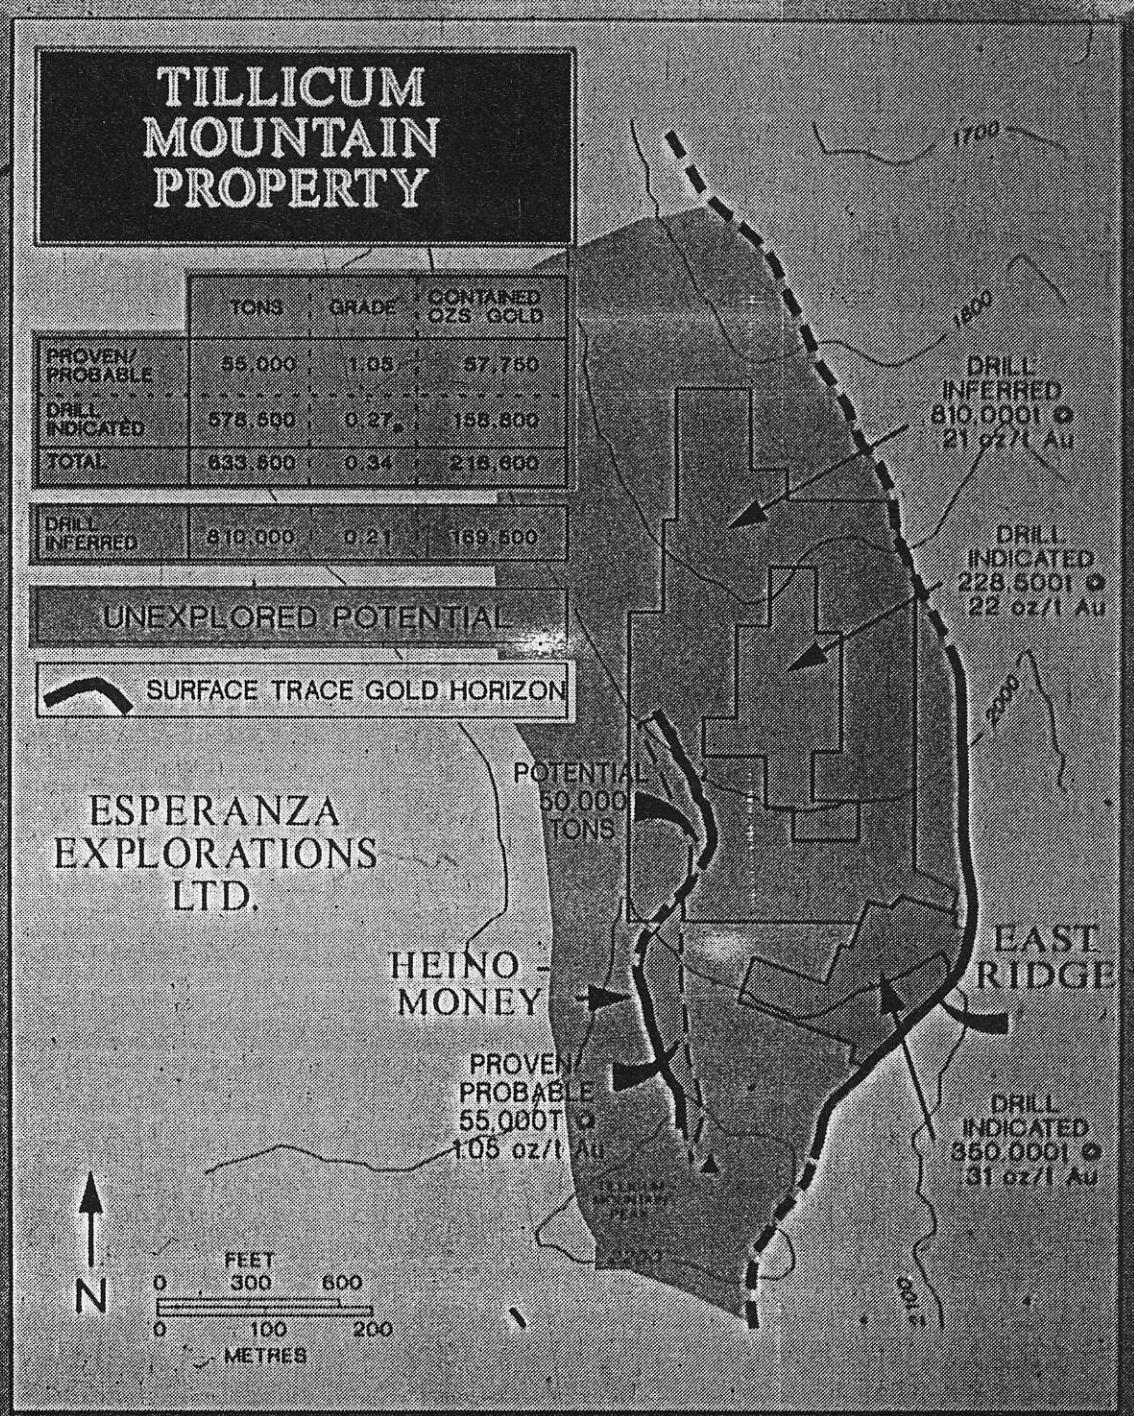 TILLICUM
MOUNTAIN
PROPERTY
TONS GRADE CONTAINED
OZS GOLD
PROVEN/
PROBABLE 55,000 1.05 57,750
DRILL
INDICATED 578,500 0.27 158,800
TOTAL 633,500 0.34 216,600
DRILL
INFERRED 810,000 0.21 169,500
UNEXPLORED POTENTIAL
SURFACE TRACE GOLD HORIZON
ESPERANZA
EXPLORATIONS
LTD.
1700
1800
DRILL
INFERRED
810,000t @
.21 oz/t Au
DRILL
INDICATED
228,500t @
.22 oz/t Au
2000
POTENTIAL
50,000
TONS
HEINO -
MONEY
EAST
RIDGE
PROVEN/
PROBABLE
55,000T @
1.05 oz/t Au
DRILL
INDICATED
350,000t @
.31 oz/t Au
TILLICUM
MOUNTAIN
PEAK
2200
2100
N
FEET
0 300 600
0 100 200
METRES